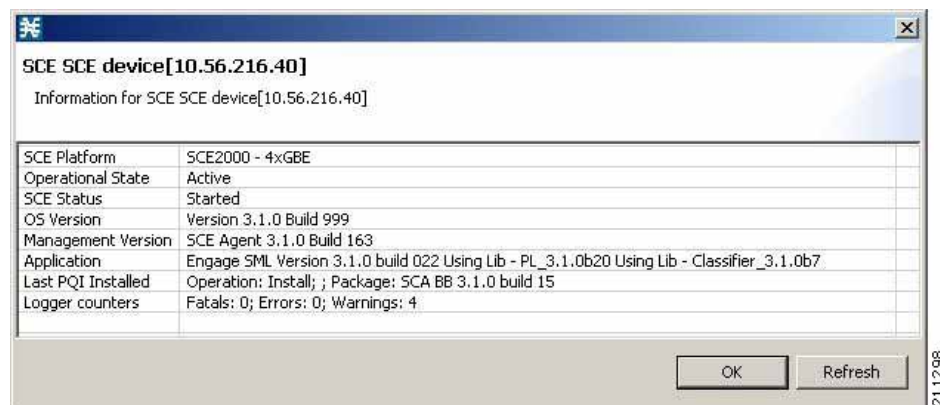 SCE SCE device[10.56.216.40]
Information for SCE SCE device[10.56.216.40]
SCE Platform SCE2000 - 4xGBE
Operational State Active
SCE Status Started
OS Version Version 3.1.0 Build 999
Management Version SCE Agent 3.1.0 Build 163
Application Engage SML Version 3.1.0 build 022 Using Lib - PL_3.1.0b20 Using Lib - Classifier_3.1.0b7
Last PQI Installed Operation: Install; ; Package: SCA BB 3.1.0 build 15
Logger counters Fatals: 0; Errors: 0; Warnings: 4
OK Refresh
211298